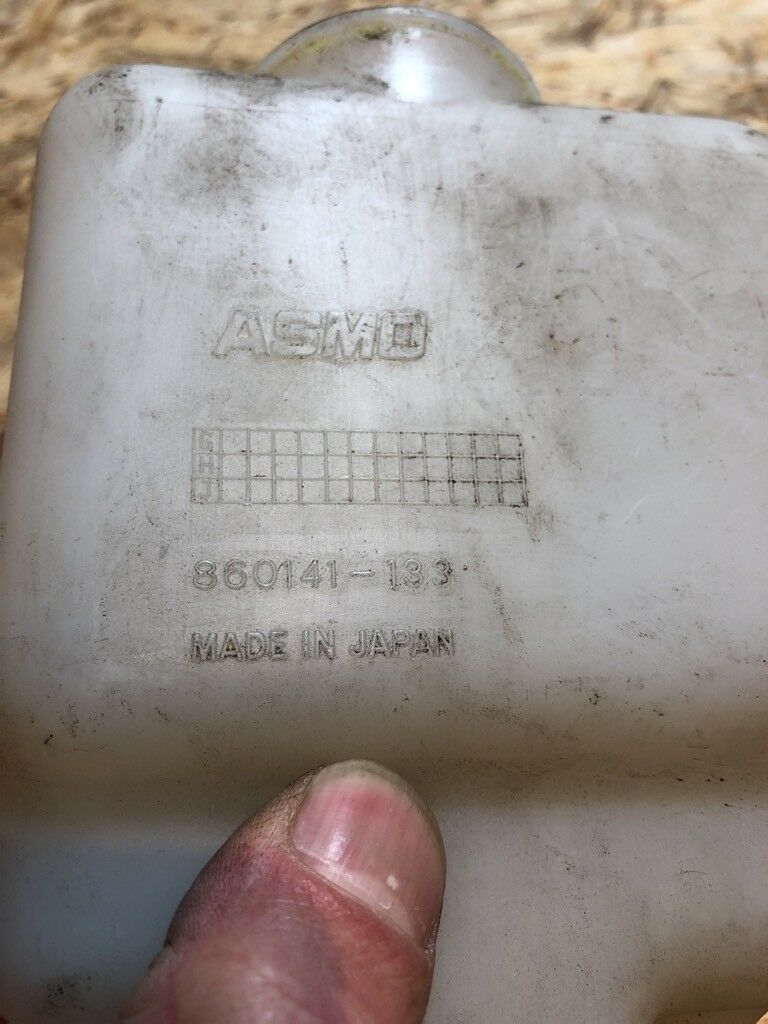 ASMO
G
H
J
860141-133
MADE IN JAPAN